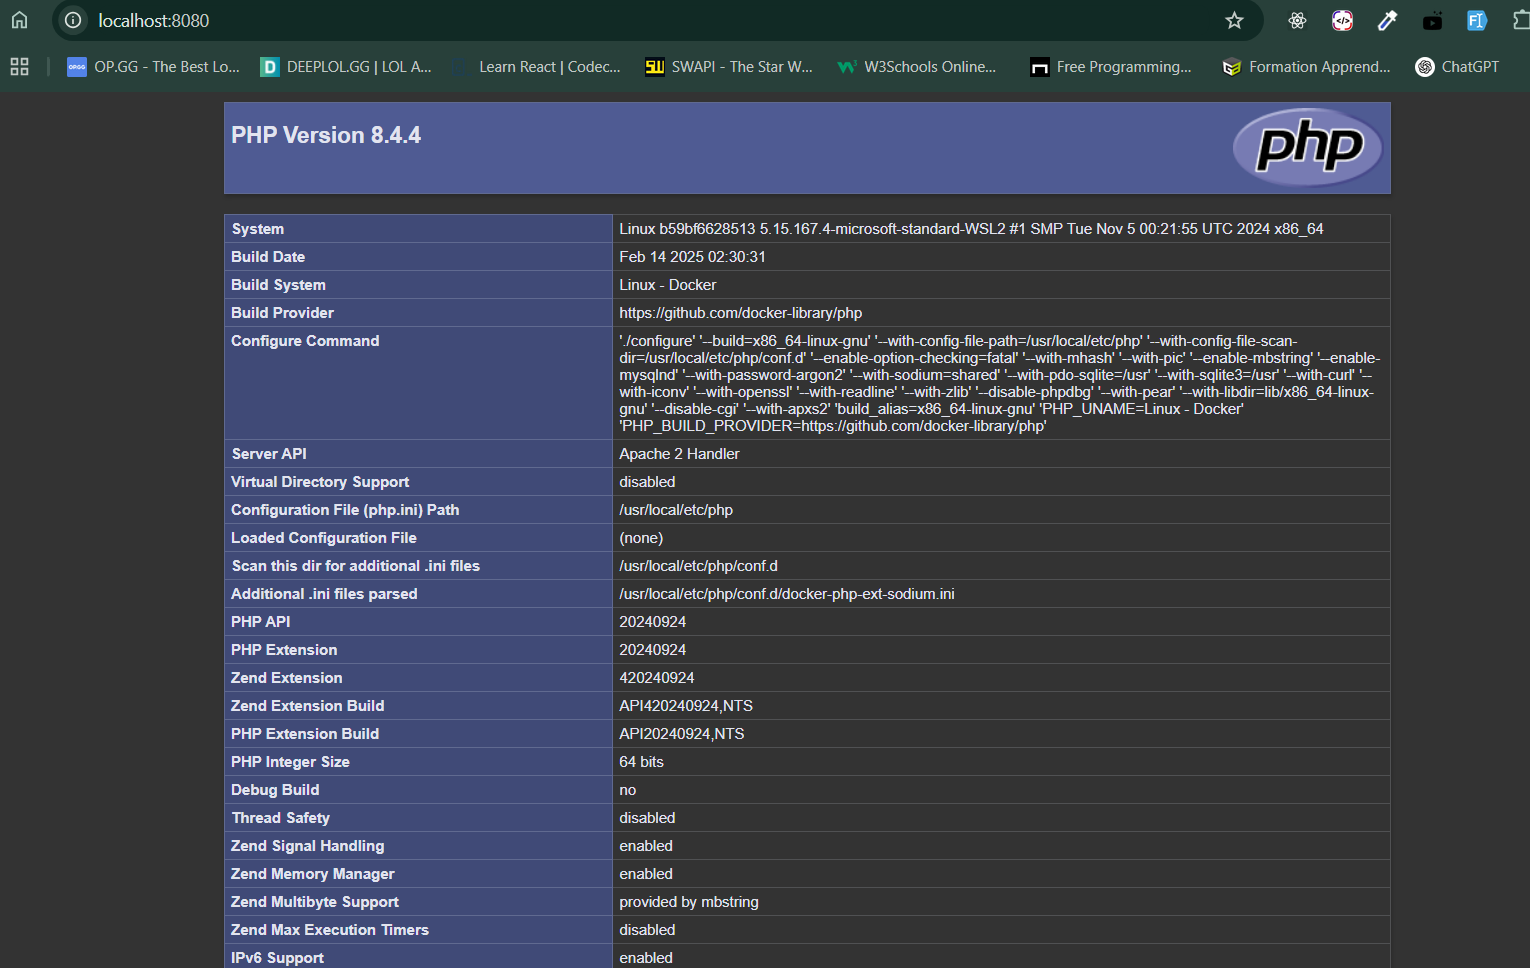 localhost:8080
OP.GG - The Best Lo...
DEEPLOL.GG | LOL A...
Learn React | Codec...
SWAPI - The Star W...
W3Schools Online...
Free Programming...
Formation Apprend...
ChatGPT
PHP Version 8.4.4
php
System Linux b59bf6628513 5.15.167.4-microsoft-standard-WSL2 #1 SMP Tue Nov 5 00:21:55 UTC 2024 x86_64
Build Date Feb 14 2025 02:30:31
Build System Linux - Docker
Build Provider https://github.com/docker-library/php
Configure Command './configure' '--build=x86_64-linux-gnu' '--with-config-file-path=/usr/local/etc/php' '--with-config-file-scan-
dir=/usr/local/etc/php/conf.d' '--enable-option-checking=fatal' '--with-mhash' '--with-pic' '--enable-mbstring' '--enable-
mysqlnd' '--with-password-argon2' '--with-sodium=shared' '--with-pdo-sqlite=/usr' '--with-sqlite3=/usr' '--with-curl' '--
with-iconv' '--with-openssl' '--with-readline' '--with-zlib' '--disable-phpdbg' '--with-pear' '--with-libdir=lib/x86_64-linux-
gnu' '--disable-cgi' '--with-apxs2' 'build_alias=x86_64-linux-gnu' 'PHP_UNAME=Linux - Docker'
'PHP_BUILD_PROVIDER=https://github.com/docker-library/php'
Server API Apache 2 Handler
Virtual Directory Support disabled
Configuration File (php.ini) Path /usr/local/etc/php
Loaded Configuration File (none)
Scan this dir for additional .ini files /usr/local/etc/php/conf.d
Additional .ini files parsed /usr/local/etc/php/conf.d/docker-php-ext-sodium.ini
PHP API 20240924
PHP Extension 20240924
Zend Extension 420240924
Zend Extension Build API420240924,NTS
PHP Extension Build API20240924,NTS
PHP Integer Size 64 bits
Debug Build no
Thread Safety disabled
Zend Signal Handling enabled
Zend Memory Manager enabled
Zend Multibyte Support provided by mbstring
Zend Max Execution Timers disabled
IPv6 Support enabled